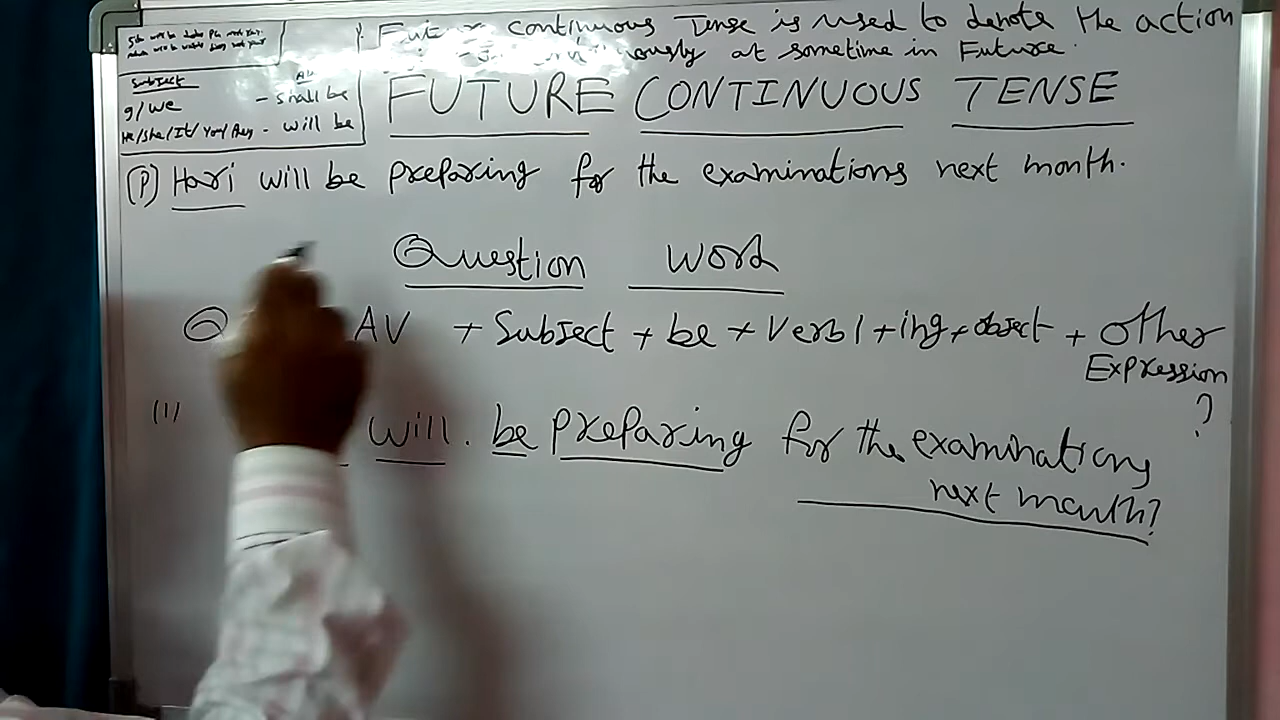 Future continuous Tense is used to denote the action
at sometime in Future.
Subject AV
I/we - shall be
He/She/It/You/They - will be
FUTURE CONTINUOUS TENSE
(P) Hari will be preparing for the examinations next month.
Question word
Q AV + Subject + be + Verb1 + ing + object + other
Expression
?
(1) will. be preparing for the examinations
next month?